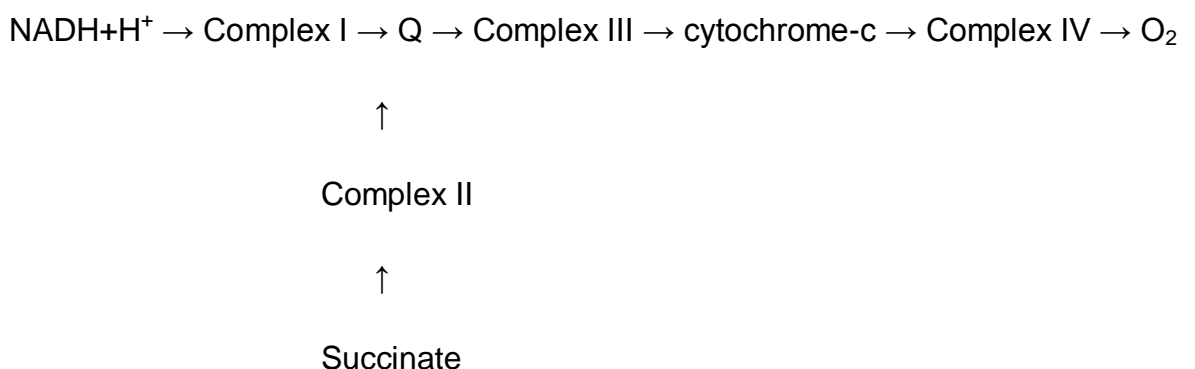 NADH+H⁺ → Complex I → Q → Complex III → cytochrome-c → Complex IV → O₂
↑
Complex II
↑
Succinate